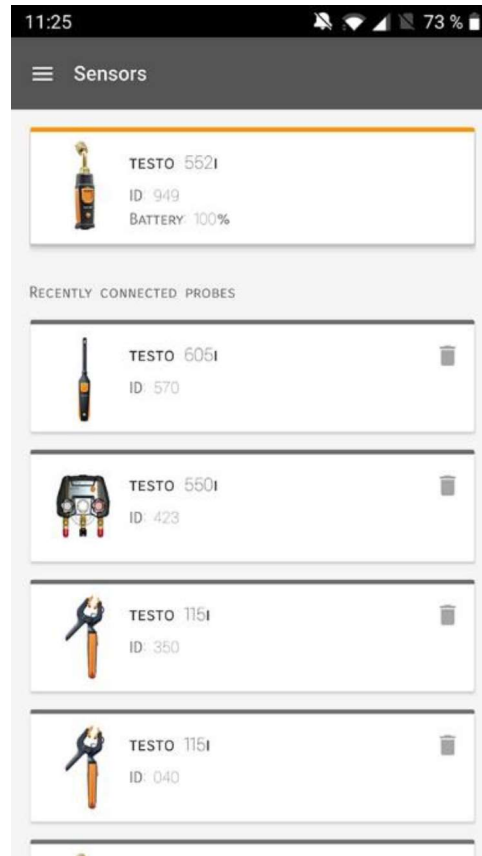 11:25
73 %
Sensors
TESTO 552I
ID: 949
BATTERY: 100%
RECENTLY CONNECTED PROBES
TESTO 605I
ID: 570
TESTO 550I
ID: 423
TESTO 115I
ID: 350
TESTO 115I
ID: 040